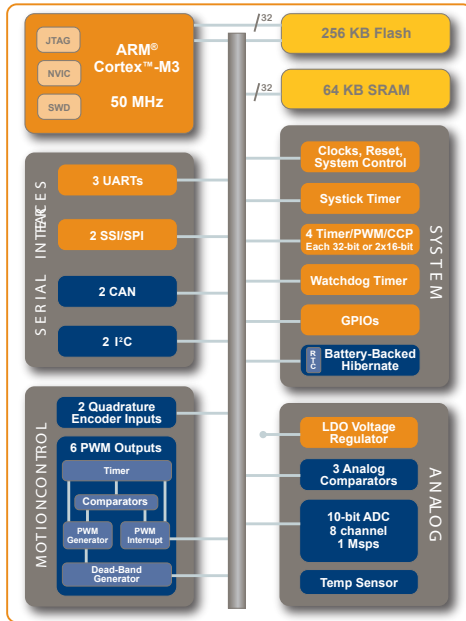 JTAG
NVIC
SWD
ARM®
Cortex™-M3
50 MHz
32
256 KB Flash
32
64 KB SRAM
SERIAL INTERFACES
3 UARTs
2 SSI/SPI
2 CAN
2 I²C
SYSTEM
Clocks, Reset,
System Control
Systick Timer
4 Timer/PWM/CCP
Each 32-bit or 2x16-bit
Watchdog Timer
GPIOs
RTC
Battery-Backed
Hibernate
MOTIONCONTROL
2 Quadrature
Encoder Inputs
6 PWM Outputs
Timer
Comparators
PWM
Generator
PWM
Interrupt
Dead-Band
Generator
ANALOG
LDO Voltage
Regulator
3 Analog
Comparators
10-bit ADC
8 channel
1 Msps
Temp Sensor